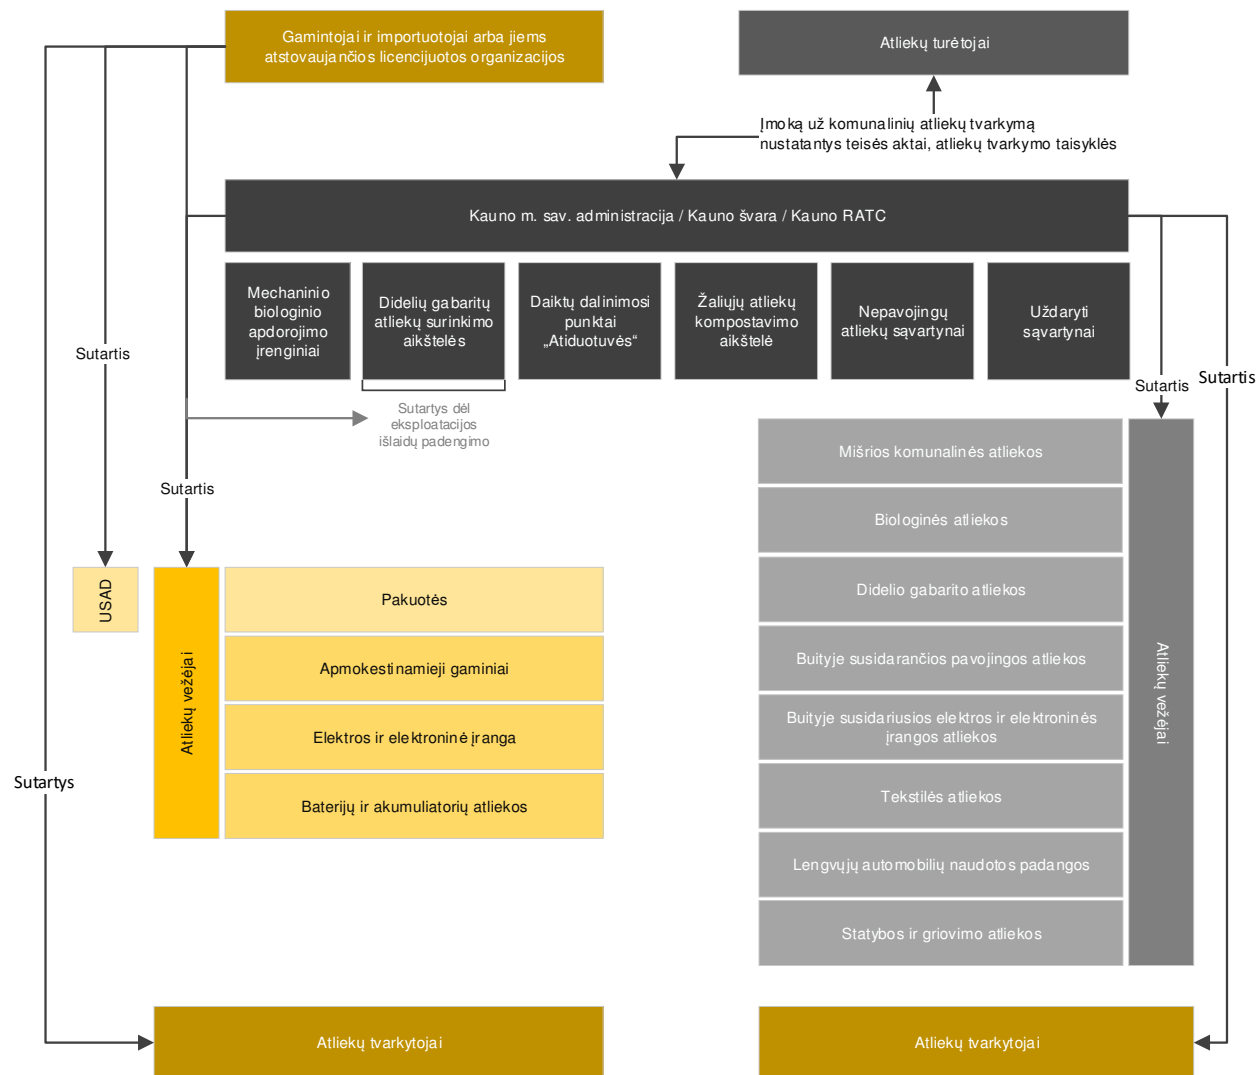 Gamintojai ir importuotojai arba jiems
atstovaujančios licencijuotos organizacijos
Atliekų turėtojai
Įmoką už komunalinių atliekų tvarkymą
nustatantys teisės aktai, atliekų tvarkymo taisyklės
Kauno m. sav. administracija / Kauno švara / Kauno RATC
Mechaninio
biologinio
apdorojimo
įrenginiai
Didelių gabaritų
atliekų surinkimo
aikštelės
Daiktų dalinimosi
punktai
„Atiduotuvės“
Žaliųjų atliekų
kompostavimo
aikštelė
Nepavojingų
atliekų sąvartynai
Uždaryti
sąvartynai
Sutartis
Sutartis
Sutartis
Sutartys dėl
eksploatacijos
išlaidų padengimo
Sutartis
USAD
Atliekų vežėjai
Pakuotės
Apmokestinamieji gaminiai
Elektros ir elektroninė įranga
Baterijų ir akumuliatorių atliekos
Sutartys
Mišrios komunalinės atliekos
Biologinės atliekos
Didelio gabarito atliekos
Buityje susidarančios pavojingos atliekos
Buityje susidariusios elektros ir elektroninės
įrangos atliekos
Tekstilės atliekos
Lengvųjų automobilių naudotos padangos
Statybos ir griovimo atliekos
Atliekų vežėjai
Atliekų tvarkytojai
Atliekų tvarkytojai